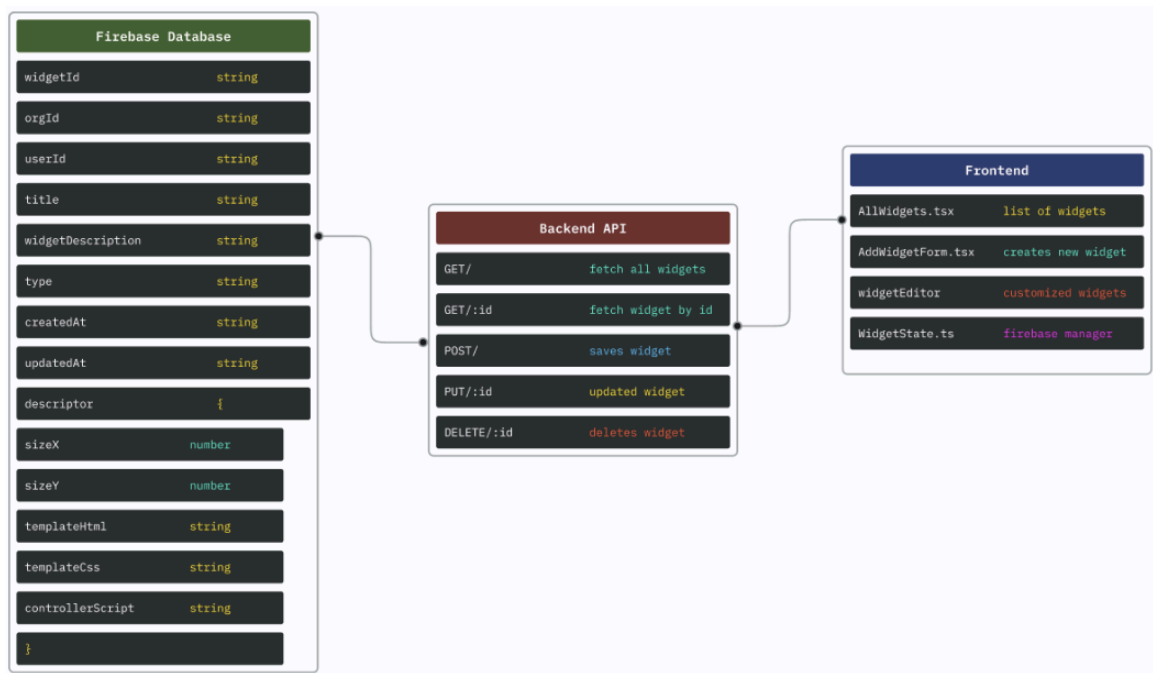 Firebase Database
widgetId string
orgId string
userId string
title string
widgetDescription string
type string
createdAt string
updatedAt string
descriptor {
sizeX number
sizeY number
templateHtml string
templateCss string
controllerScript string
}
Backend API
GET/ fetch all widgets
GET/:id fetch widget by id
POST/ saves widget
PUT/:id updated widget
DELETE/:id deletes widget
Frontend
AllWidgets.tsx list of widgets
AddWidgetForm.tsx creates new widget
widgetEditor customized widgets
WidgetState.ts firebase manager